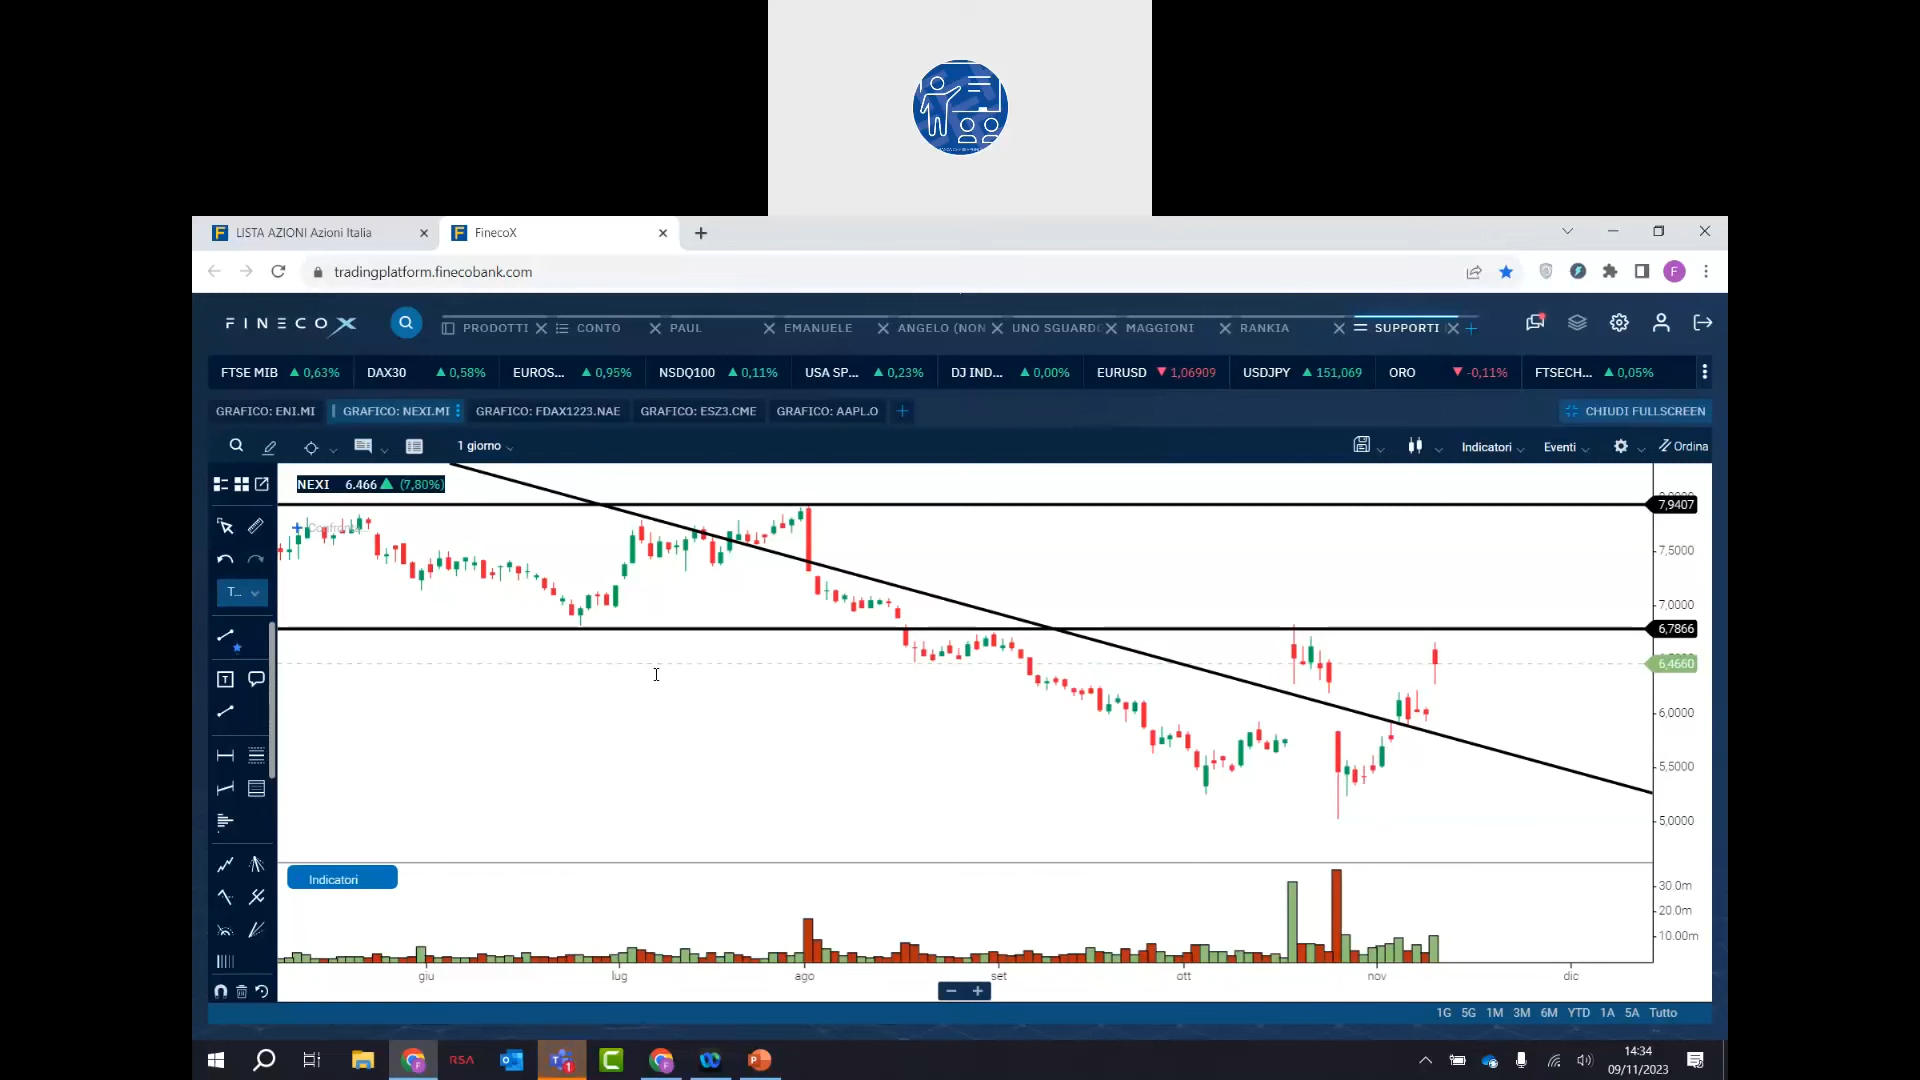 LISTA AZIONI Azioni Italia
FinecoX
tradingplatform.finecobank.com
F
FINECO X
PRODOTTI
CONTO
PAUL
EMANUELE
ANGELO (NON
UNO SGUARD
MAGGIONI
RANKIA
SUPPORTI
FTSE MIB ▲ 0,63%
DAX30 ▲ 0,58%
EUROS... ▲ 0,95%
NSDQ100 ▲ 0,11%
USA SP... ▲ 0,23%
DJ IND... ▲ 0,00%
EURUSD ▼ 1,06909
USDJPY ▲ 151,069
ORO ▼ -0,11%
FTSECH... ▲ 0,05%
GRAFICO: ENI.MI
GRAFICO: NEXI.MI
GRAFICO: FDAX1223.NAE
GRAFICO: ESZ3.CME
GRAFICO: AAPL.O
CHIUDI FULLSCREEN
1 giorno
Indicatori
Eventi
Ordina
NEXI 6.466 ▲ (7,80%)
T...
7,9407
7,5000
7,0000
6,7866
6,4660
6,0000
5,5000
5,0000
Indicatori
30.0m
20.0m
10.00m
giu
lug
ago
set
ott
nov
dic
1G 5G 1M 3M 6M YTD 1A 5A Tutto
RSA
14:34
09/11/2023